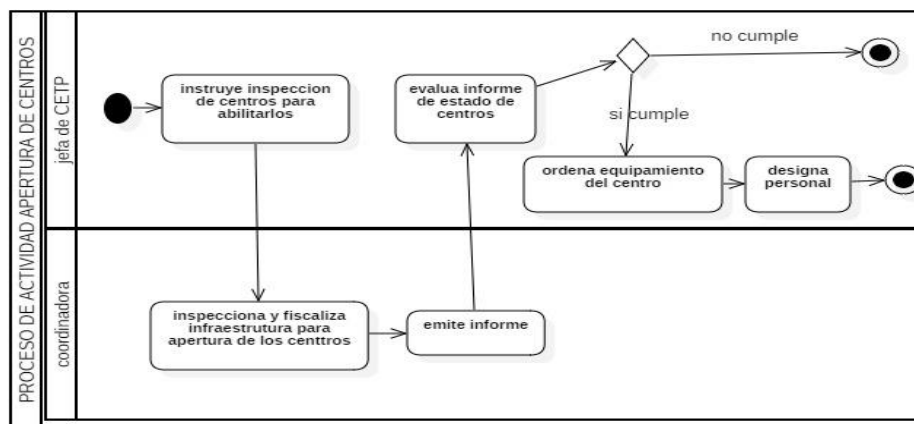 PROCESO DE ACTIVIDAD APERTURA DE CENTROS
jefa de CETP
instruye inspeccion
de centros para
abilitarlos
evalua informe
de estado de
centros
no cumple
si cumple
ordena equipamiento
del centro
designa
personal
coordinadora
inspecciona y fiscaliza
infraestrutura para
apertura de los centtros
emite informe